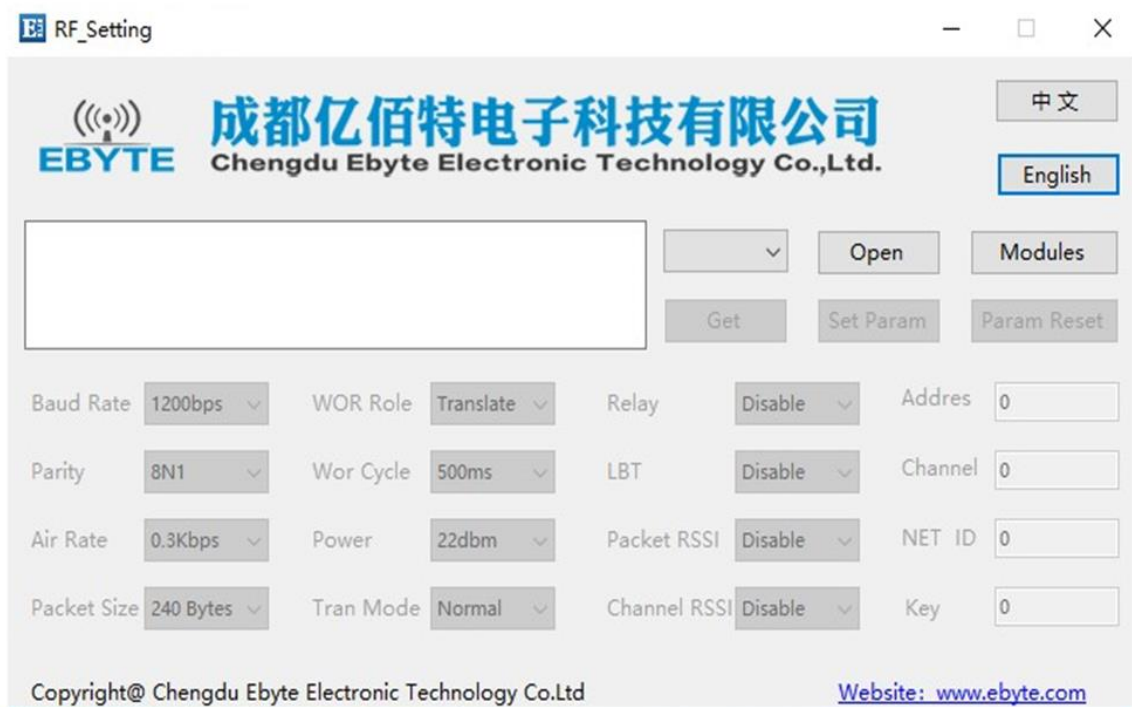 RF_Setting
EBYTE
成都亿佰特电子科技有限公司
Chengdu Ebyte Electronic Technology Co.,Ltd.
中文
English
Open
Modules
Get
Set Param
Param Reset
Baud Rate 1200bps WOR Role Translate Relay Disable Addres 0
Parity 8N1 Wor Cycle 500ms LBT Disable Channel 0
Air Rate 0.3Kbps Power 22dbm Packet RSSI Disable NET ID 0
Packet Size 240 Bytes Tran Mode Normal Channel RSSI Disable Key 0
Copyright@ Chengdu Ebyte Electronic Technology Co.Ltd
Website: www.ebyte.com